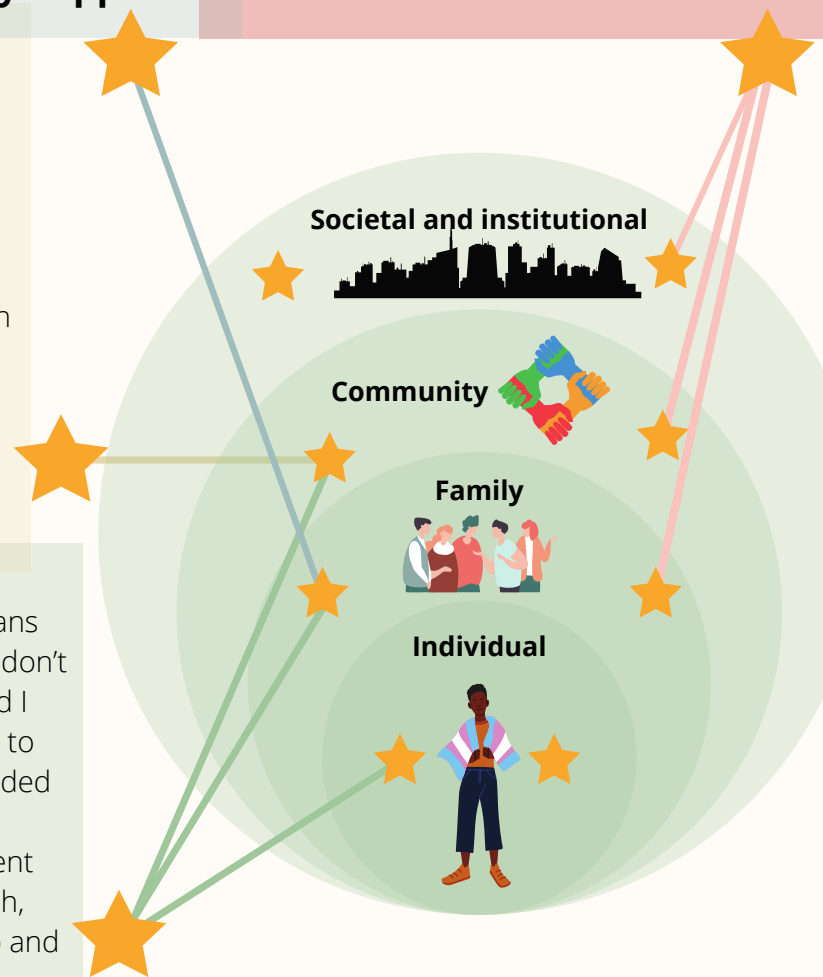 Societal and institutional
Community
Family
Individual
n
ans
don't
d I
to
ded
ent
h,
and